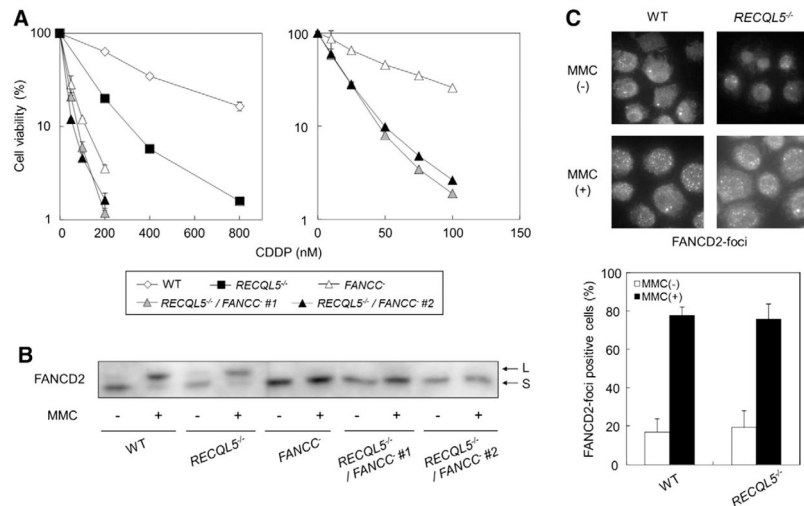 A
Cell viability (%)
100
10
1
0 200 400 600 800
100
10
1
0 50 100 150
CDDP (nM)
WT RECQL5-/- FANCC-
RECQL5-/- / FANCC- #1 RECQL5-/- / FANCC- #2
B
FANCD2
L
S
MMC - + - + - + - + - +
WT RECQL5-/- FANCC- RECQL5-/- / FANCC- #1 RECQL5-/- / FANCC- #2
C
WT RECQL5-/-
MMC
(-)
MMC
(+)
FANCD2-foci
MMC(-)
MMC(+)
FANCD2-foci positive cells (%)
100
80
60
40
20
0
WT RECQL5-/-